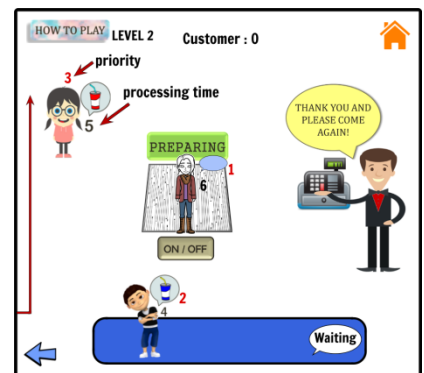 HOW TO PLAY
LEVEL 2
Customer : 0
priority
3
processing time
5
THANK YOU AND
PLEASE COME
AGAIN!
PREPARING
1
6
ON / OFF
2
4
Waiting